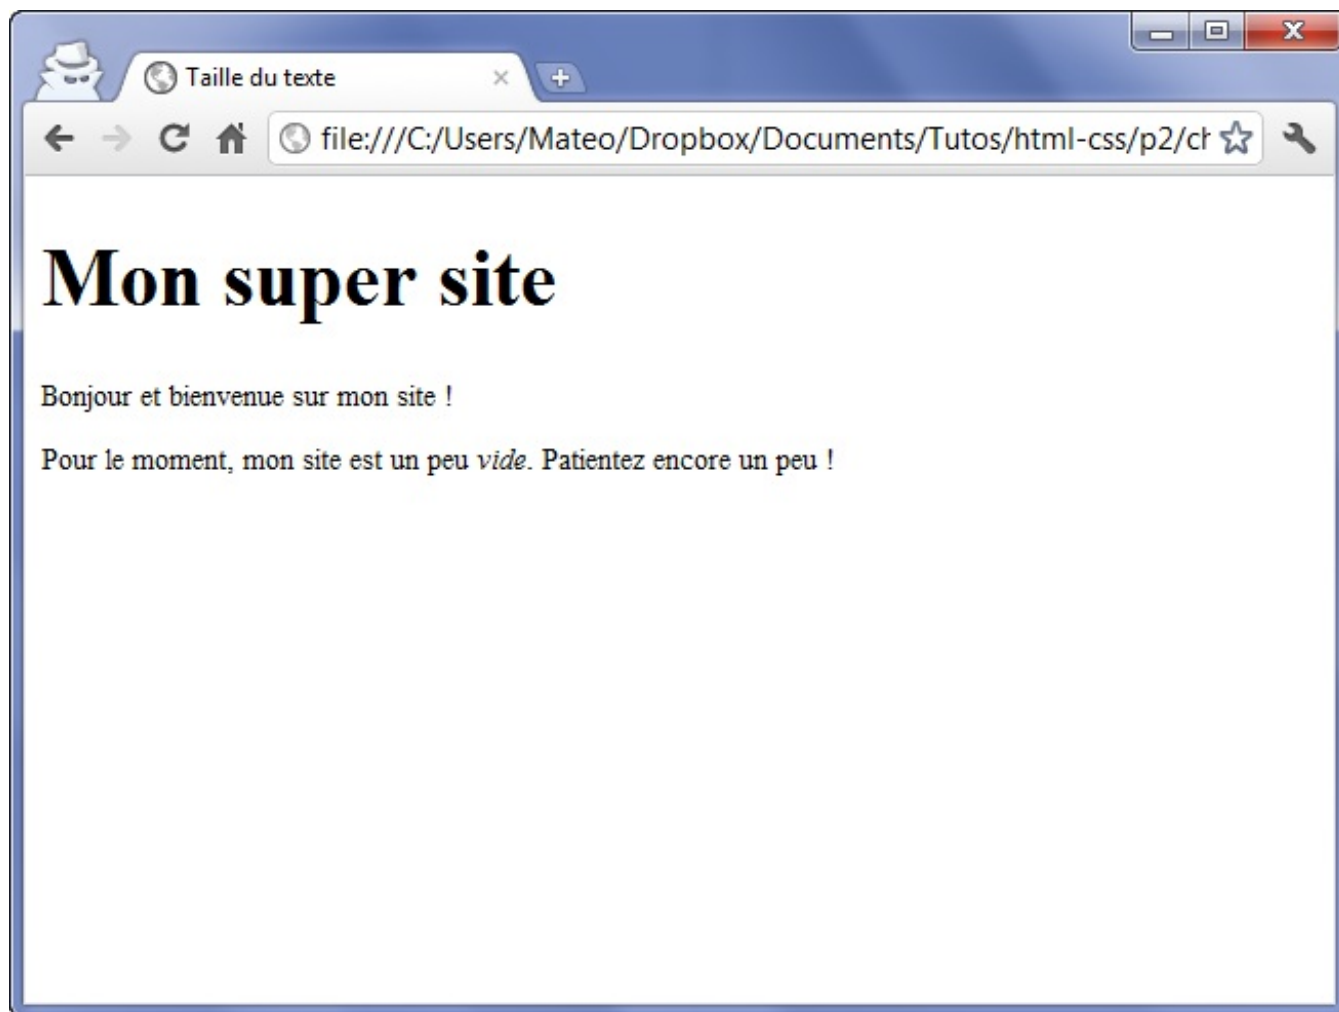 Taille du texte
file:///C:/Users/Mateo/Dropbox/Documents/Tutos/html-css/p2/ch
Mon super site
Bonjour et bienvenue sur mon site !
Pour le moment, mon site est un peu vide. Patientez encore un peu !